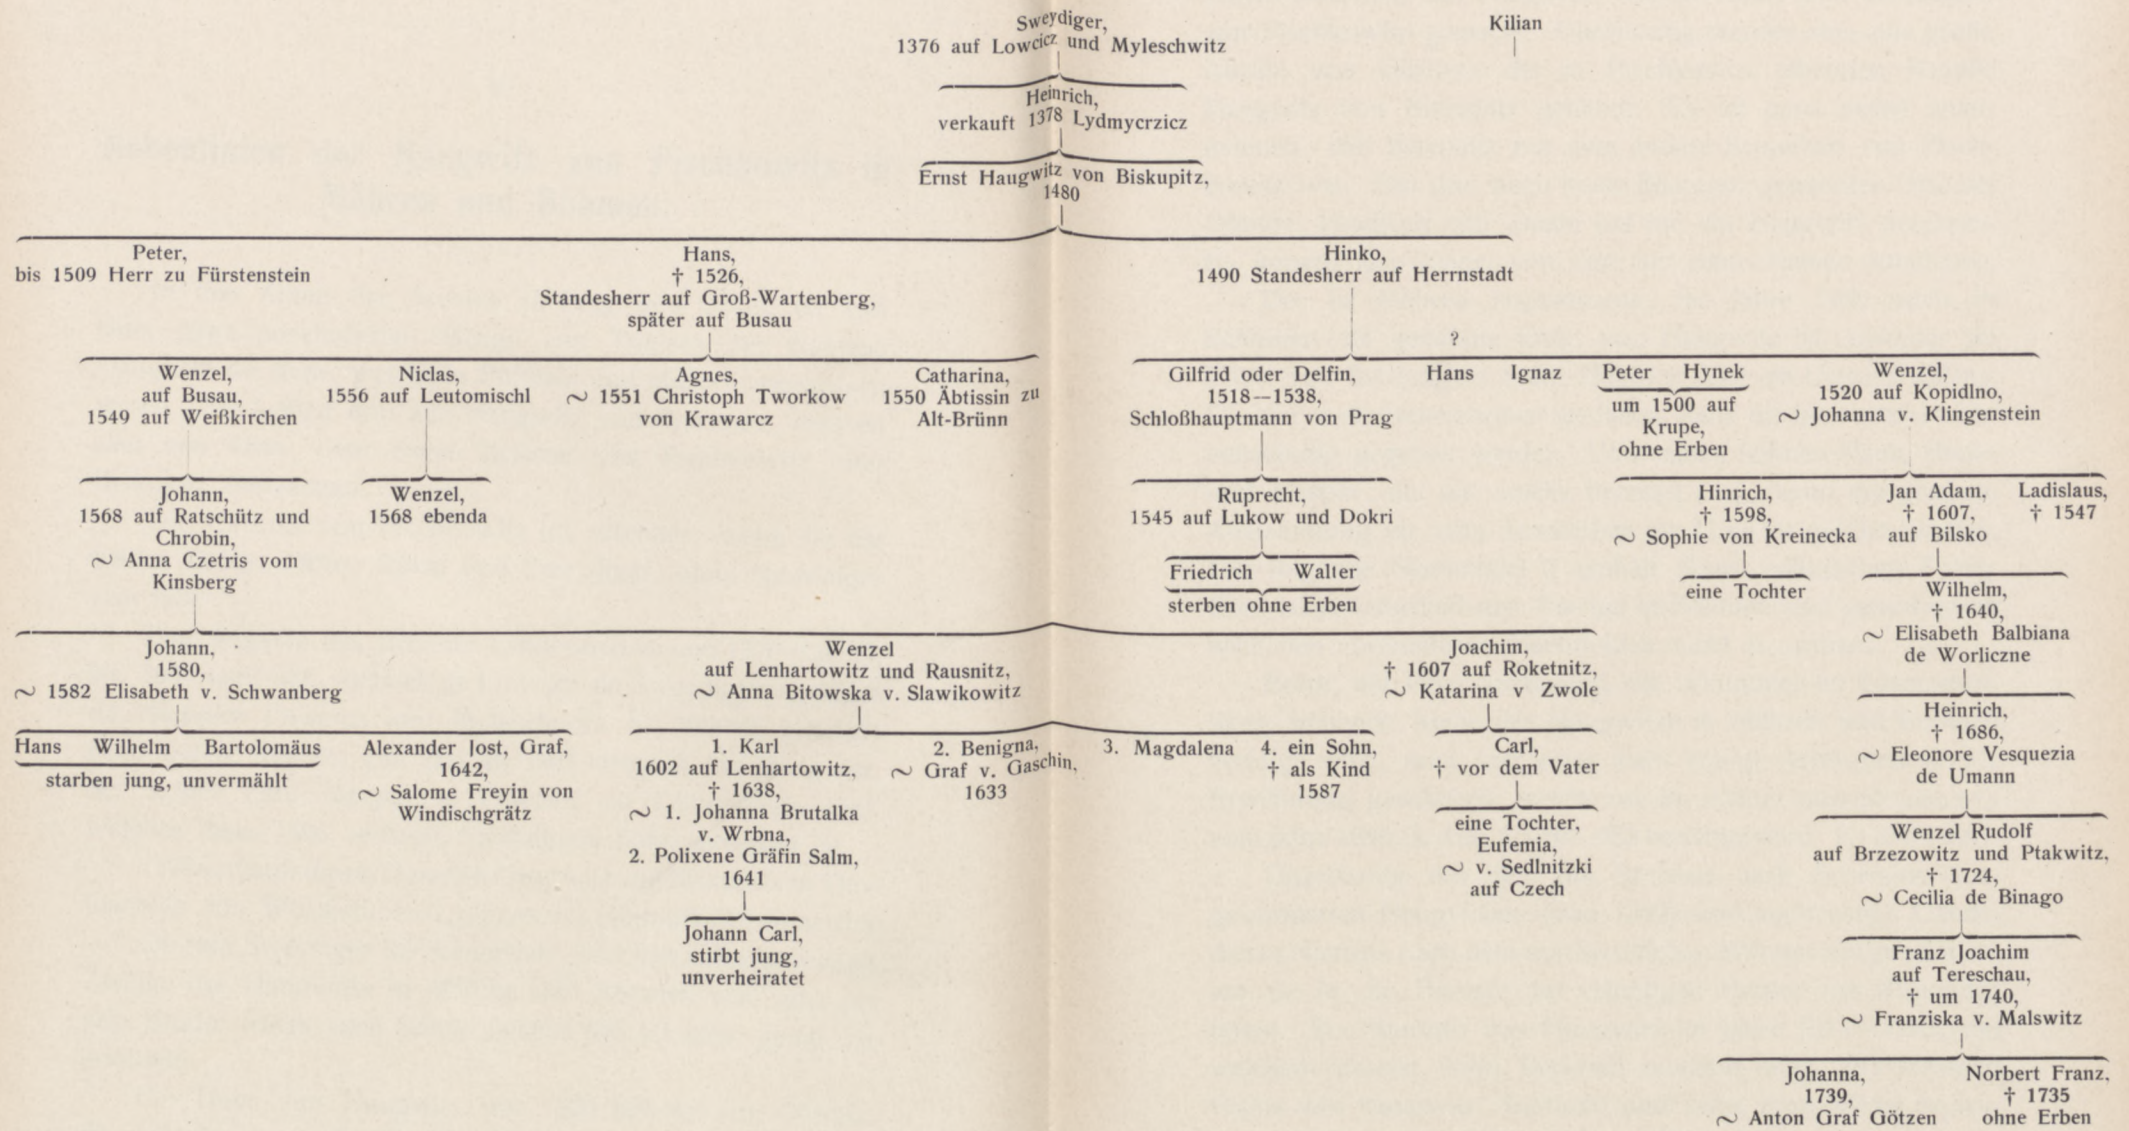 Sweydiger,
1376 auf Lowcicz und Myleschwitz
Kilian
Heinrich,
verkauft 1378 Lydmycrzicz
Ernst Haugwitz von Biskupitz,
1480
Peter,
bis 1509 Herr zu Fürstenstein
Hans,
† 1526,
Standesherr auf Groß-Wartenberg,
später auf Busau
Hinko,
1490 Standesherr auf Herrnstadt
?
Wenzel,
auf Busau,
1549 auf Weißkirchen
Niclas,
1556 auf Leutomischl
Agnes,
~ 1551 Christoph Tworkow
von Krawarcz
Catharina,
1550 Äbtissin zu
Alt-Brünn
Gilfrid oder Delfin,
1518—1538,
Schloßhauptmann von Prag
Hans Ignaz
Peter Hynek
um 1500 auf
Krupe,
ohne Erben
Wenzel,
1520 auf Kopidlno,
~ Johanna v. Klingenstein
Johann,
1568 auf Ratschütz und
Chrobin,
~ Anna Czetris vom
Kinsberg
Wenzel,
1568 ebenda
Ruprecht,
1545 auf Lukow und Dokri
Friedrich Walter
sterben ohne Erben
Hinrich,
† 1598,
~ Sophie von Kreinecka
eine Tochter
Jan Adam,
† 1607,
auf Bilsko
Ladislaus,
† 1547
Wilhelm,
† 1640,
~ Elisabeth Balbiana
de Worliczne
Johann,
1580,
~ 1582 Elisabeth v. Schwanberg
Wenzel
auf Lenhartowitz und Rausnitz,
~ Anna Bitowska v. Slawikowitz
Joachim,
† 1607 auf Roketnitz,
~ Katarina v Zwole
Heinrich,
† 1686,
~ Eleonore Vesquezia
de Umann
Hans Wilhelm Bartolomäus
starben jung, unvermählt
Alexander Jost, Graf,
1642,
~ Salome Freyin von
Windischgrätz
1. Karl
1602 auf Lenhartowitz,
† 1638,
~ 1. Johanna Brutalka
v. Wrbna,
2. Polixene Gräfin Salm,
1641
2. Benigna,
~ Graf v. Gaschin,
1633
3. Magdalena
4. ein Sohn,
† als Kind
1587
Carl,
† vor dem Vater
eine Tochter,
Eufemia,
~ v. Sedlnitzki
auf Czech
Johann Carl,
stirbt jung,
unverheiratet
Wenzel Rudolf
auf Brzezowitz und Ptakwitz,
† 1724,
~ Cecilia de Binago
Franz Joachim
auf Tereschau,
† um 1740,
~ Franziska v. Malswitz
Johanna,
1739,
~ Anton Graf Götzen
Norbert Franz,
† 1735
ohne Erben